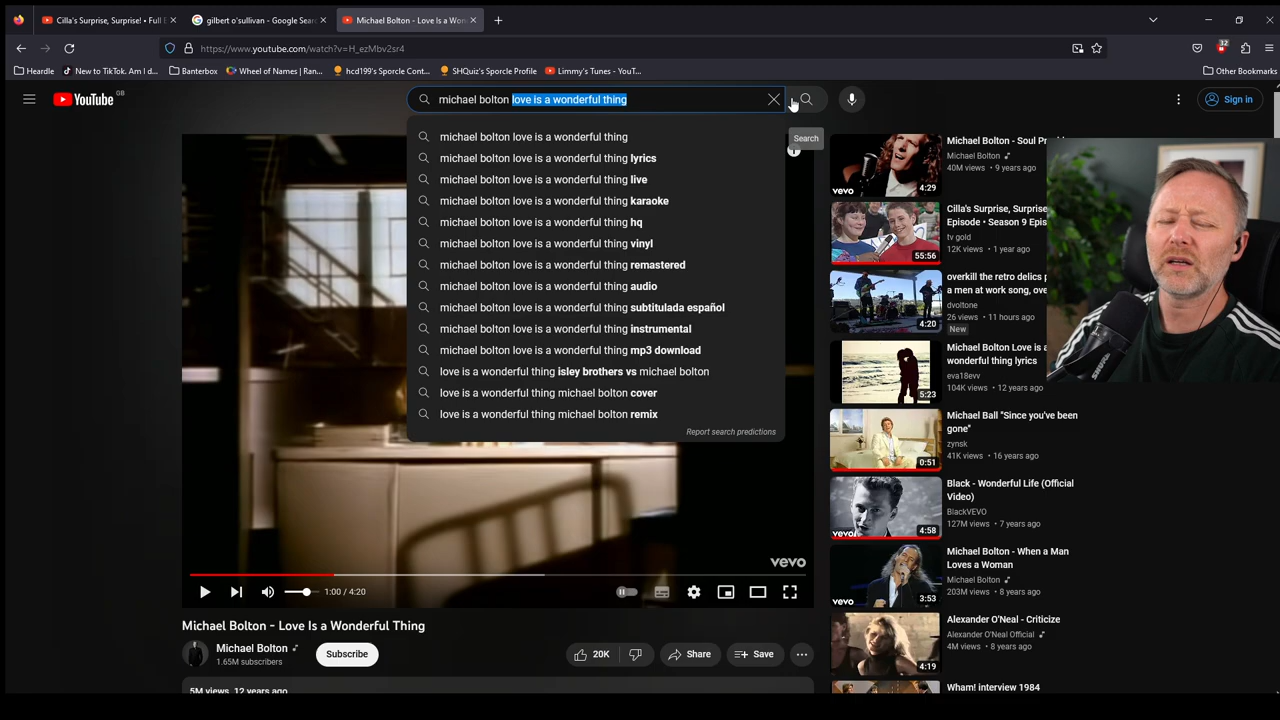 Cilla's Surprise, Surprise! • Full E
gilbert o'sullivan - Google Sear
Michael Bolton - Love Is a Won
https://www.youtube.com/watch?v=H_ezMbv2sr4
32
Heardle
New to TikTok. Am I d...
Banterbox
Wheel of Names | Ran...
hcd199's Sporcle Cont...
SHQuiz's Sporcle Profile
Limmy's Tunes - YouT...
Other Bookmarks
YouTube GB
michael bolton love is a wonderful thing
Sign in
Search
michael bolton love is a wonderful thing
michael bolton love is a wonderful thing lyrics
michael bolton love is a wonderful thing live
michael bolton love is a wonderful thing karaoke
michael bolton love is a wonderful thing hq
michael bolton love is a wonderful thing vinyl
michael bolton love is a wonderful thing remastered
michael bolton love is a wonderful thing audio
michael bolton love is a wonderful thing subtitulada español
michael bolton love is a wonderful thing instrumental
michael bolton love is a wonderful thing mp3 download
love is a wonderful thing isley brothers vs michael bolton
love is a wonderful thing michael bolton cover
love is a wonderful thing michael bolton remix
Report search predictions
vevo
1:00 / 4:20
Michael Bolton - Love Is a Wonderful Thing
Michael Bolton
1.65M subscribers
Subscribe
20K
Share
Save
5M views 12 years ago
vevo
4:29
Michael Bolton - Soul Pr
Michael Bolton
40M views • 9 years ago
55:56
Cilla's Surprise, Surprise
Episode • Season 9 Epis
tv gold
12K views • 1 year ago
4:20
overkill the retro delics p
a men at work song, ove
dvoltone
26 views • 11 hours ago
New
5:23
Michael Bolton Love is a
wonderful thing lyrics
eva18evv
104K views • 12 years ago
0:51
Michael Ball "Since you've been
gone"
zynsk
41K views • 16 years ago
vevo
4:58
Black - Wonderful Life (Official
Video)
BlackVEVO
127M views • 7 years ago
vevo
3:53
Michael Bolton - When a Man
Loves a Woman
Michael Bolton
203M views • 8 years ago
4:19
Alexander O'Neal - Criticize
Alexander O'Neal Official
4M views • 8 years ago
Wham! interview 1984